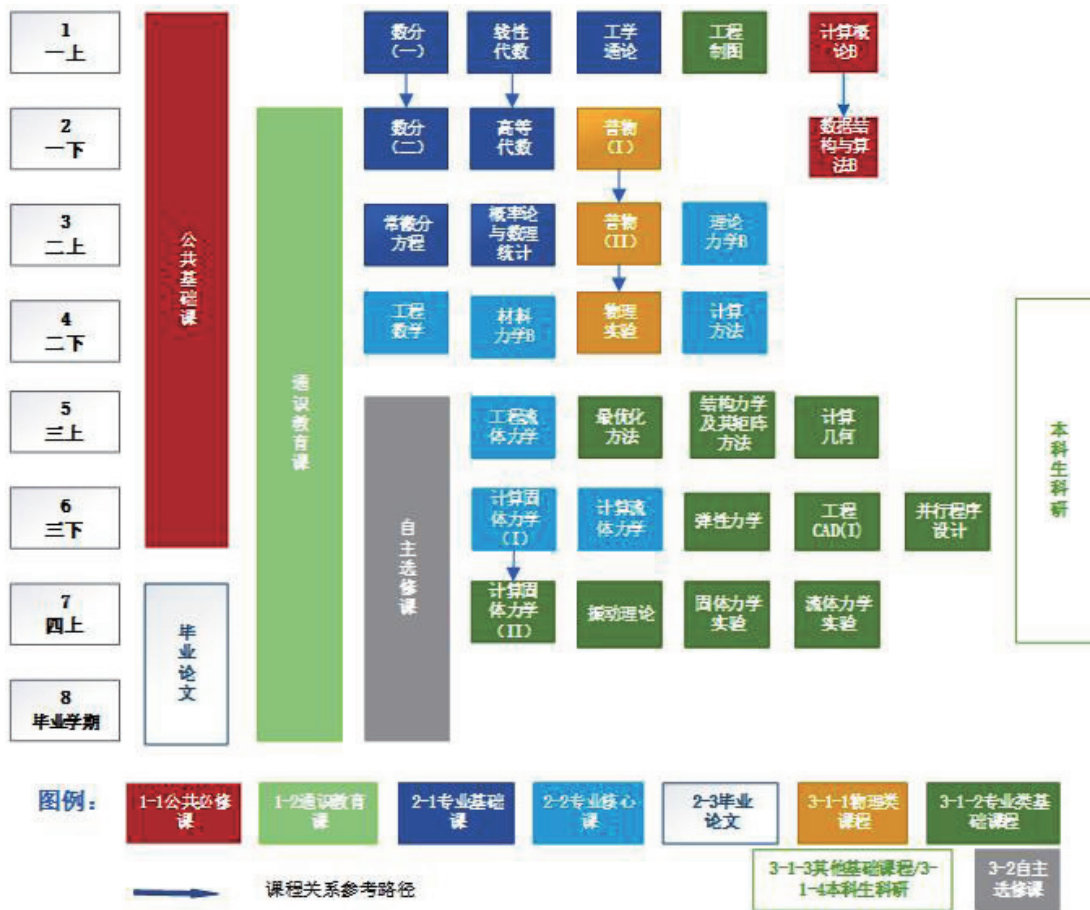 1
一上
数分
(一)
线性
代数
工学
通论
工程
制图
计算概
论B
2
一下
数分
(二)
高等
代数
普物
(I)
数据结
构与算
法B
3
二上
常微分
方程
概率论
与数理
统计
普物
(II)
理论
力学B
公共基础课
4
二下
工程
数学
材料
力学B
物理
实验
计算
方法
通识教育课
5
三上
工程流
体力学
最优化
方法
结构力学
及其矩阵
方法
计算
几何
本科生科研
6
三下
自主选修课
计算固
体力学
(I)
计算流
体力学
弹性力学
工程
CAD(I)
并行程序
设计
7
四上
毕业论文
计算固
体力学
(II)
振动理论
固体力学
实验
流体力学
实验
8
毕业学期
图例：
1-1公共必修
课
1-2通识教育
课
2-1专业基础
课
2-2专业核心
课
2-3毕业
论文
3-1-1物理类
课程
3-1-2专业类基
础课程
课程关系参考路径
3-1-3其他基础课程/3-
1-4本科生科研
3-2自主
选修课